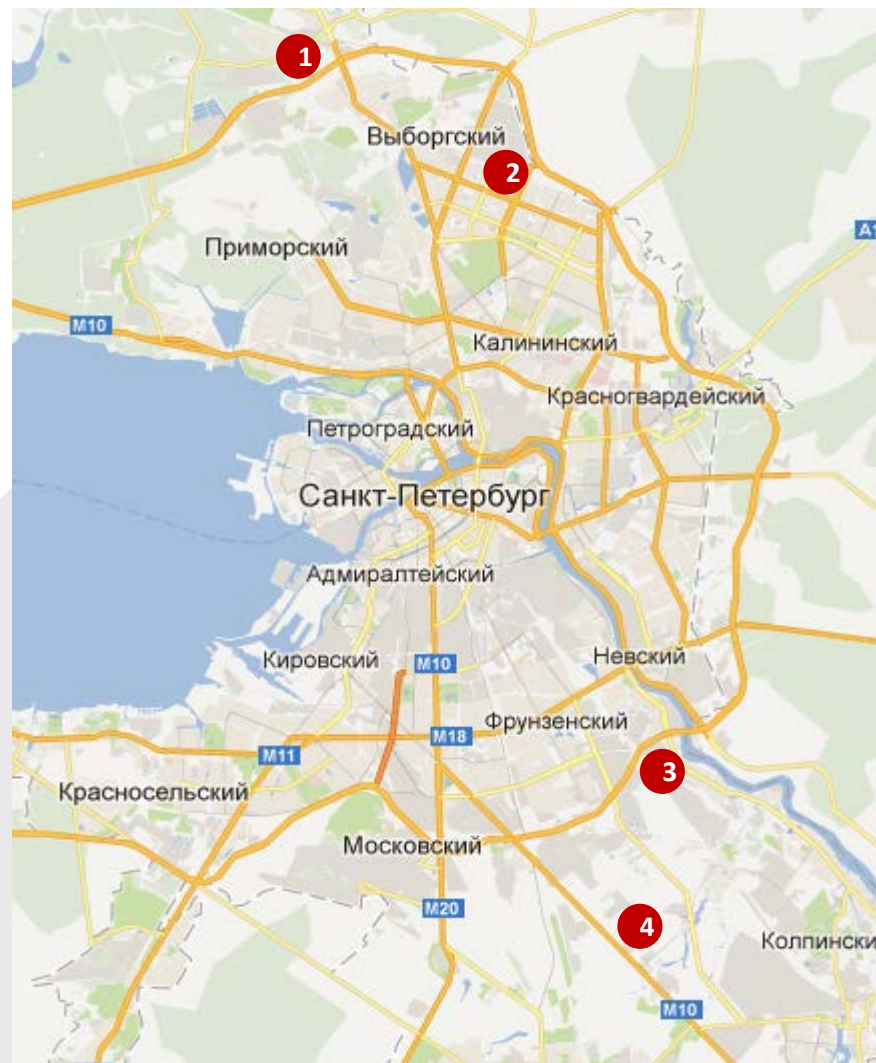 1
Выборгский
2
Приморский
A1
M10
Калининский
Красногвардейский
Петроградский
Санкт-Петербург
Адмиралтейский
Кировский
M10
Невский
Фрунзенский
M18
M11
3
Красносельский
Московский
M20
4
Колпински
M10